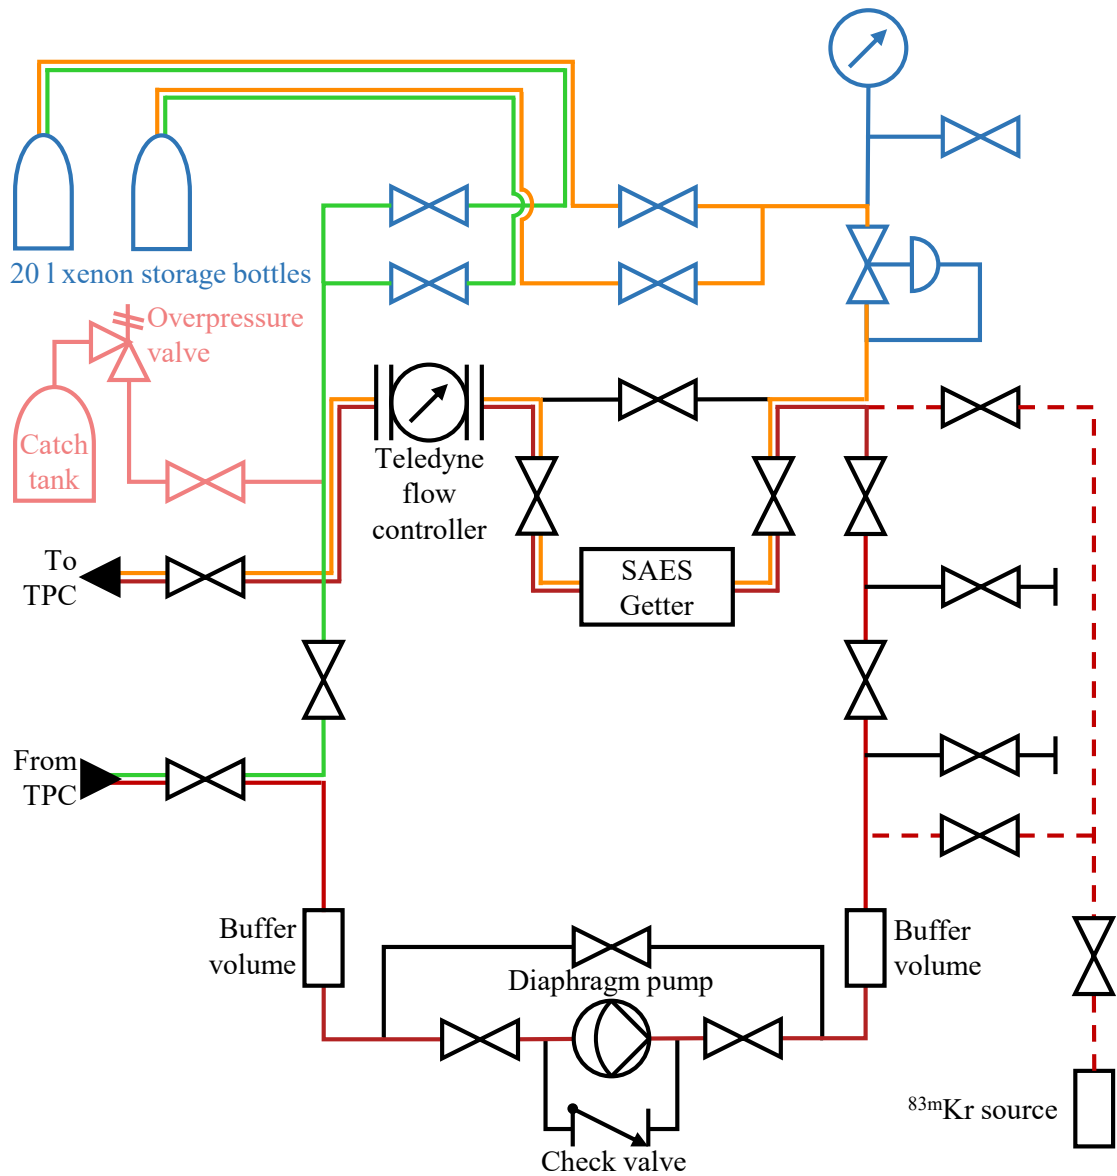 20 l xenon storage bottles
Overpressure
valve
Catch
tank
Teledyne
flow
controller
To
TPC
SAES
Getter
From
TPC
Buffer
volume
Buffer
volume
Diaphragm pump
Check valve
⁸³ᵐKr source